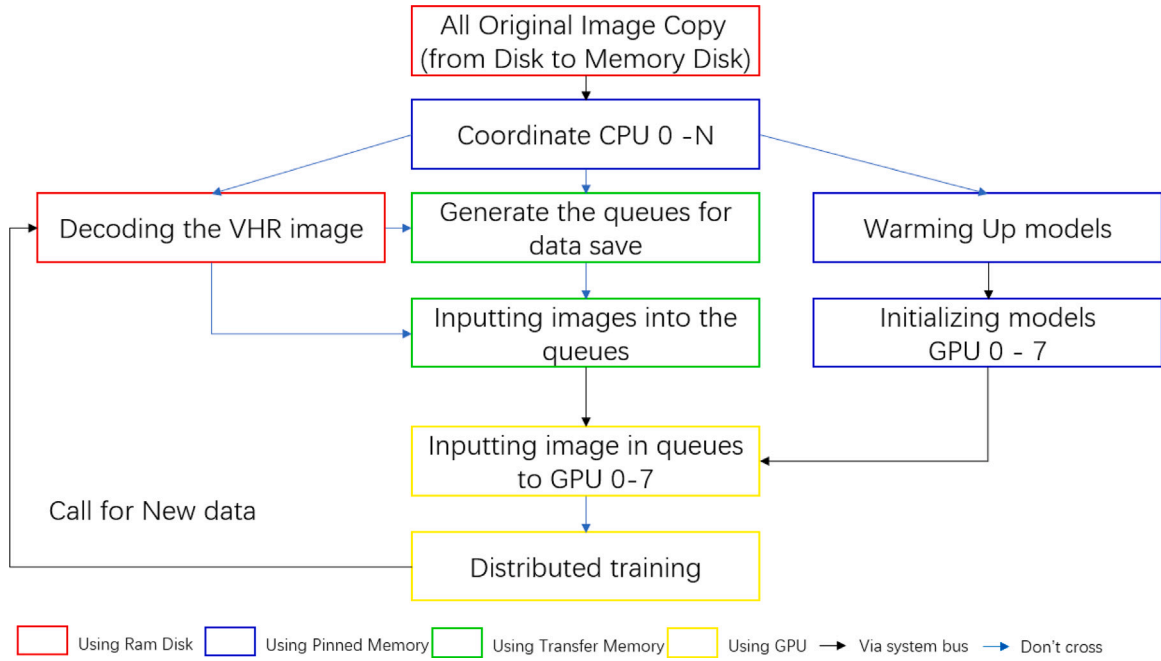 All Original Image Copy
(from Disk to Memory Disk)
Coordinate CPU 0 -N
Decoding the VHR image
Generate the queues for
data save
Warming Up models
Inputting images into the
queues
Initializing models
GPU 0 - 7
Inputting image in queues
to GPU 0-7
Call for New data
Distributed training
Using Ram Disk
Using Pinned Memory
Using Transfer Memory
Using GPU
Via system bus
Don't cross